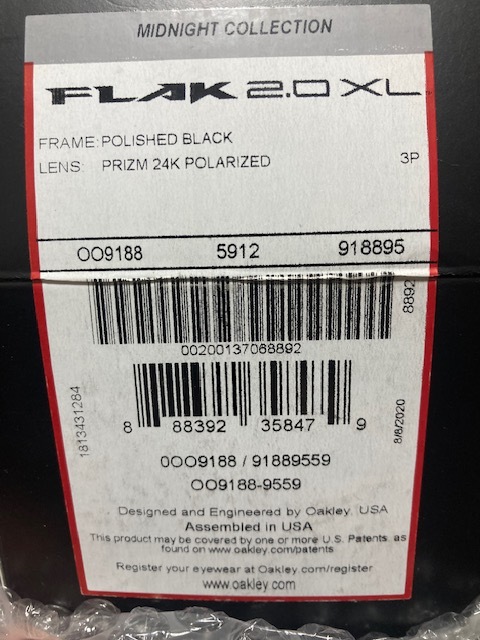 MIDNIGHT COLLECTION
FLAK 2.0 XL
FRAME: POLISHED BLACK
LENS: PRIZM 24K POLARIZED 3P
OO9188 5912 918895
8892
00200137068892
8 88392 35847 9
1813431284
8/8/2020
0OO9188 / 91889559
OO9188-9559
Designed and Engineered by Oakley, USA
Assembled in USA
This product may be covered by one or more U.S. Patents, as
found on www.oakley.com/patents
Register your eyewear at Oakley.com/register
www.oakley.com